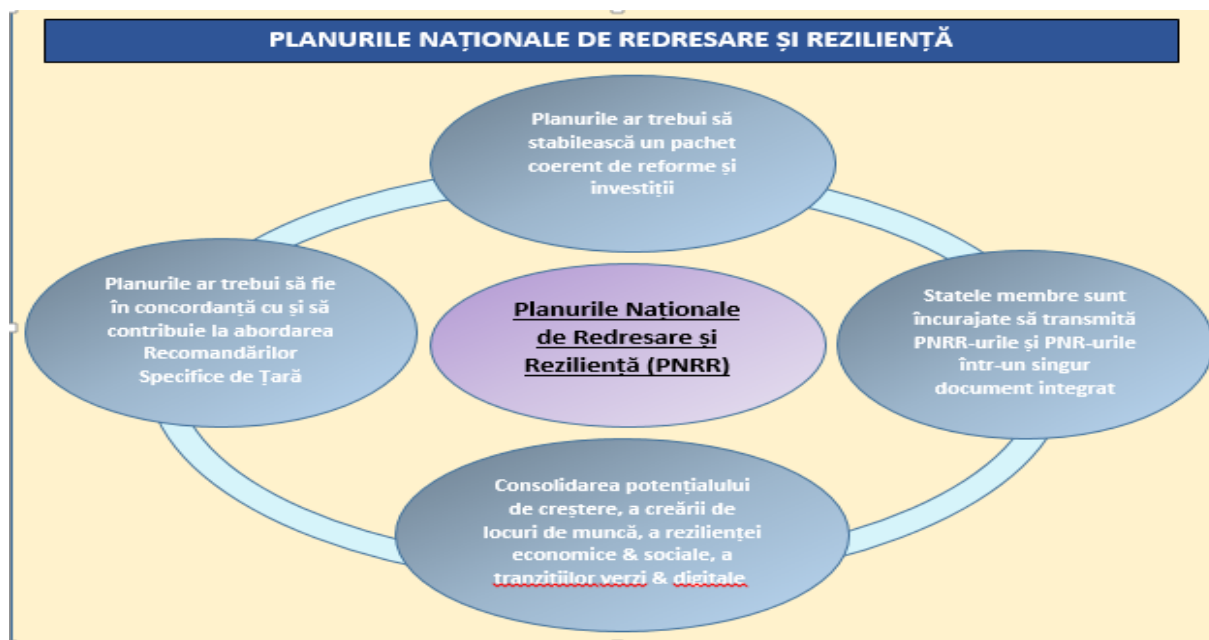 PLANURILE NAȚIONALE DE REDRESARE ȘI REZILIENȚĂ
Planurile ar trebui să
stabilească un pachet
coerent de reforme și
investiții
Planurile ar trebui să fie
în concordanță cu și să
contribuie la abordarea
Recomandărilor
Specifice de Țară
Planurile Naționale
de Redresare și
Reziliență (PNRR)
Statele membre sunt
încurajate să transmită
PNRR-urile și PNR-urile
într-un singur
document integrat
Consolidarea potențialului
de creștere, a creării de
locuri de muncă, a rezilienței
economice & sociale, a
tranzițiilor verzi & digitale